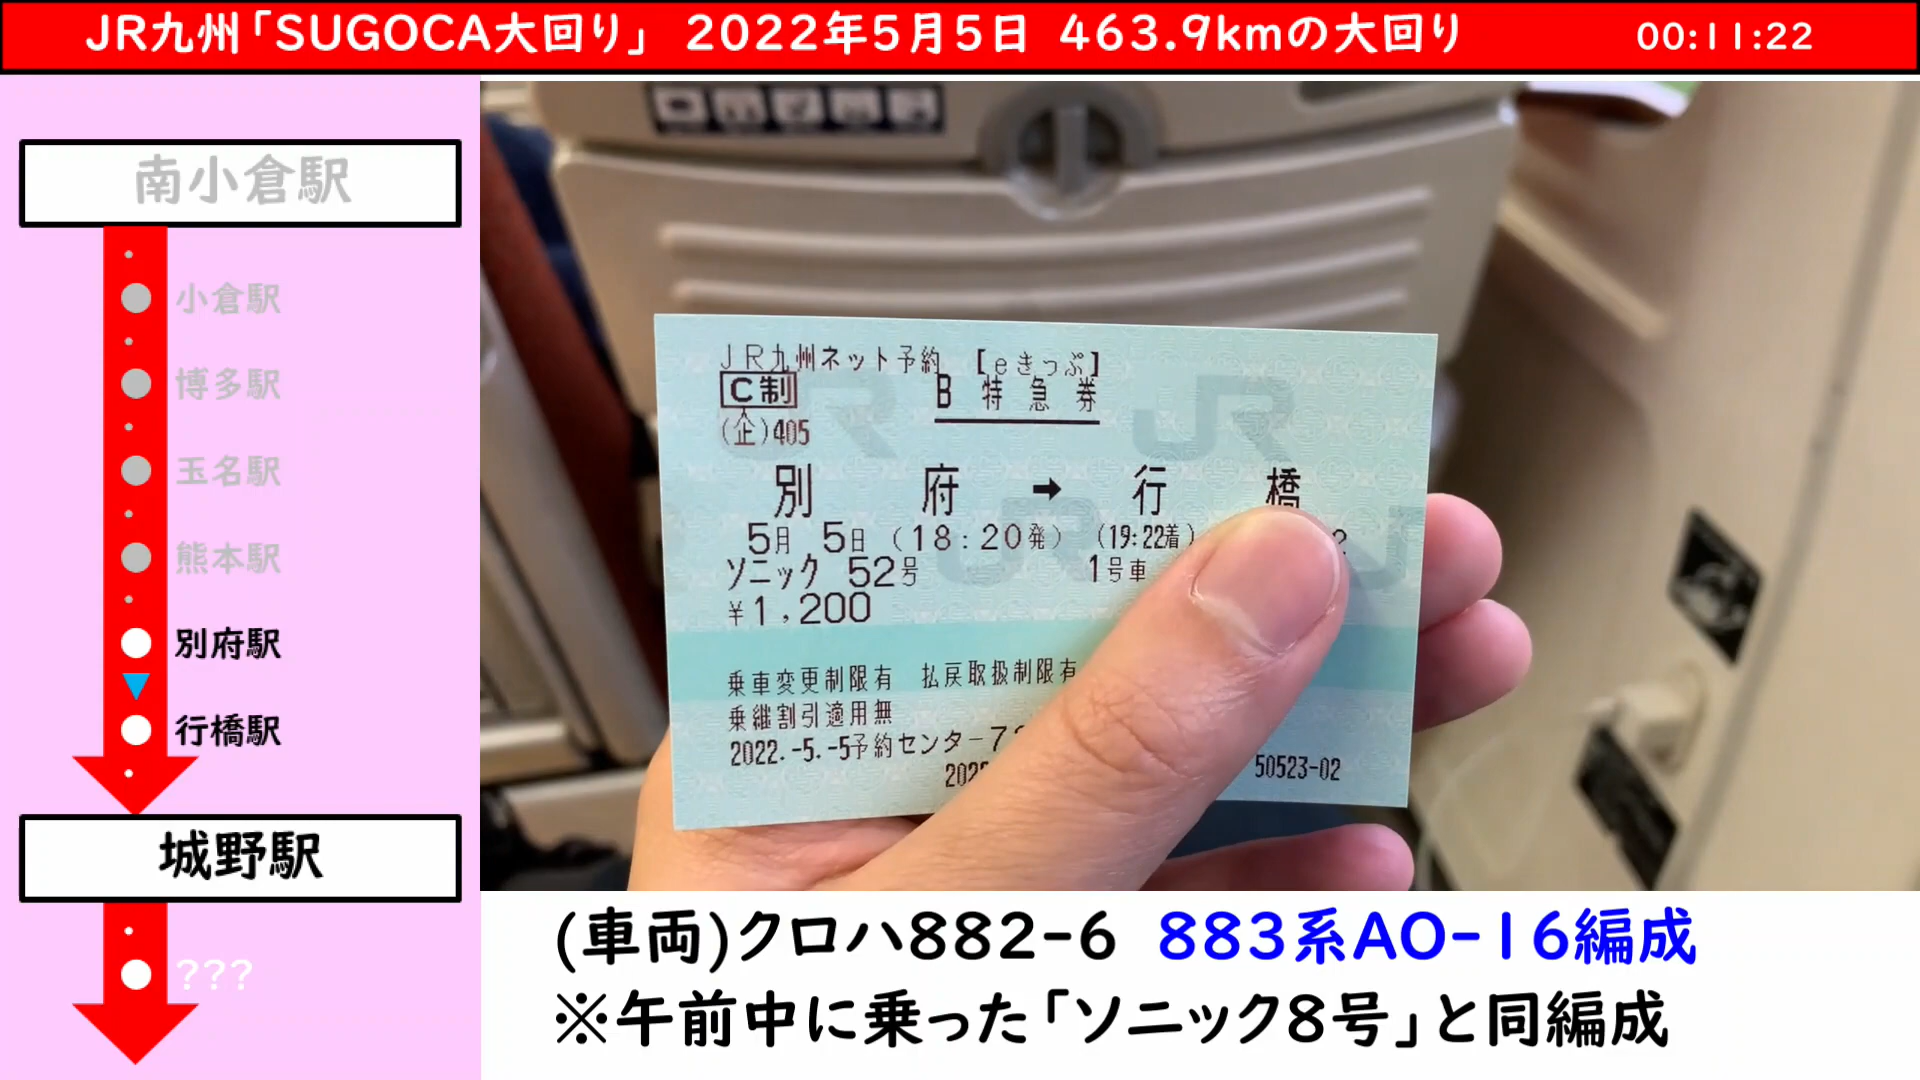 JR九州「SUGOCA大回り」 2022年5月5日 463.9kmの大回り
00:11:22
南小倉駅
小倉駅
博多駅
玉名駅
熊本駅
別府駅
行橋駅
城野駅
???
JR九州ネット予約 【eきっぷ】
C制 B特急券
(企)405
別府→行橋
5月 5日 (18:20発) (19:22着)
ソニック 52号 1号車
¥1,200
乗車変更制限有 払戻取扱制限有
乗継割引適用無
2022.-5.-5予約センター7
50523-02
(車両)クロハ882-6 883系AO-16編成
※午前中に乗った「ソニック8号」と同編成